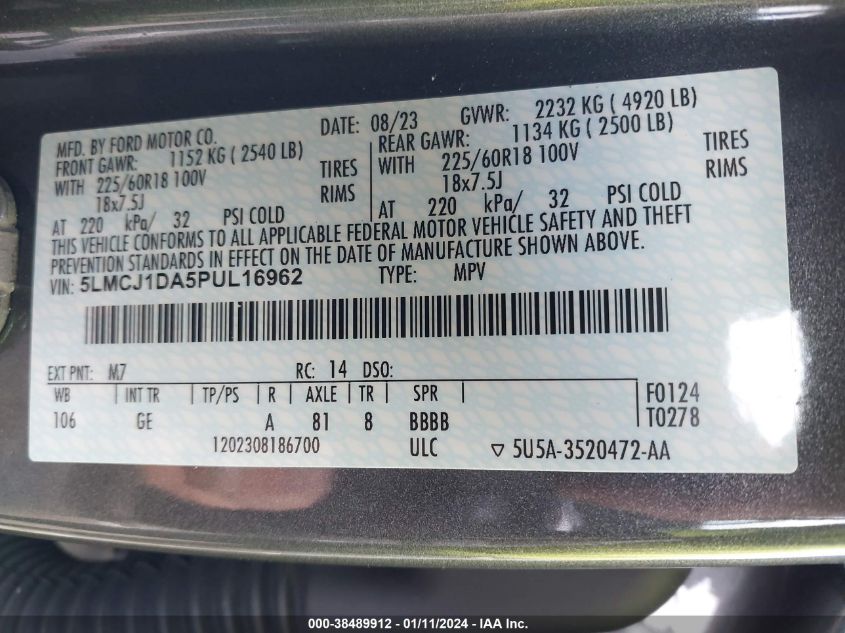 MFD. BY FORD MOTOR CO. DATE: 08/23 GVWR: 2232 KG ( 4920 LB)
FRONT GAWR: 1152 KG ( 2540 LB) REAR GAWR: 1134 KG ( 2500 LB)
WITH 225/60R18 100V TIRES WITH 225/60R18 100V TIRES
18x7.5J RIMS 18x7.5J RIMS
AT 220 kPa/ 32 PSI COLD AT 220 kPa/ 32 PSI COLD
THIS VEHICLE CONFORMS TO ALL APPLICABLE FEDERAL MOTOR VEHICLE SAFETY AND THEFT
PREVENTION STANDARDS IN EFFECT ON THE DATE OF MANUFACTURE SHOWN ABOVE.
VIN: 5LMCJ1DA5PUL16962 TYPE: MPV
EXT PNT: M7 RC: 14 DSO:
WB INT TR TP/PS R AXLE TR SPR F0124
106 GE A 81 8 BBBB T0278
1202308186700 ULC ▽ 5U5A-3520472-AA
000-38489912 - 01/11/2024 - IAA Inc.